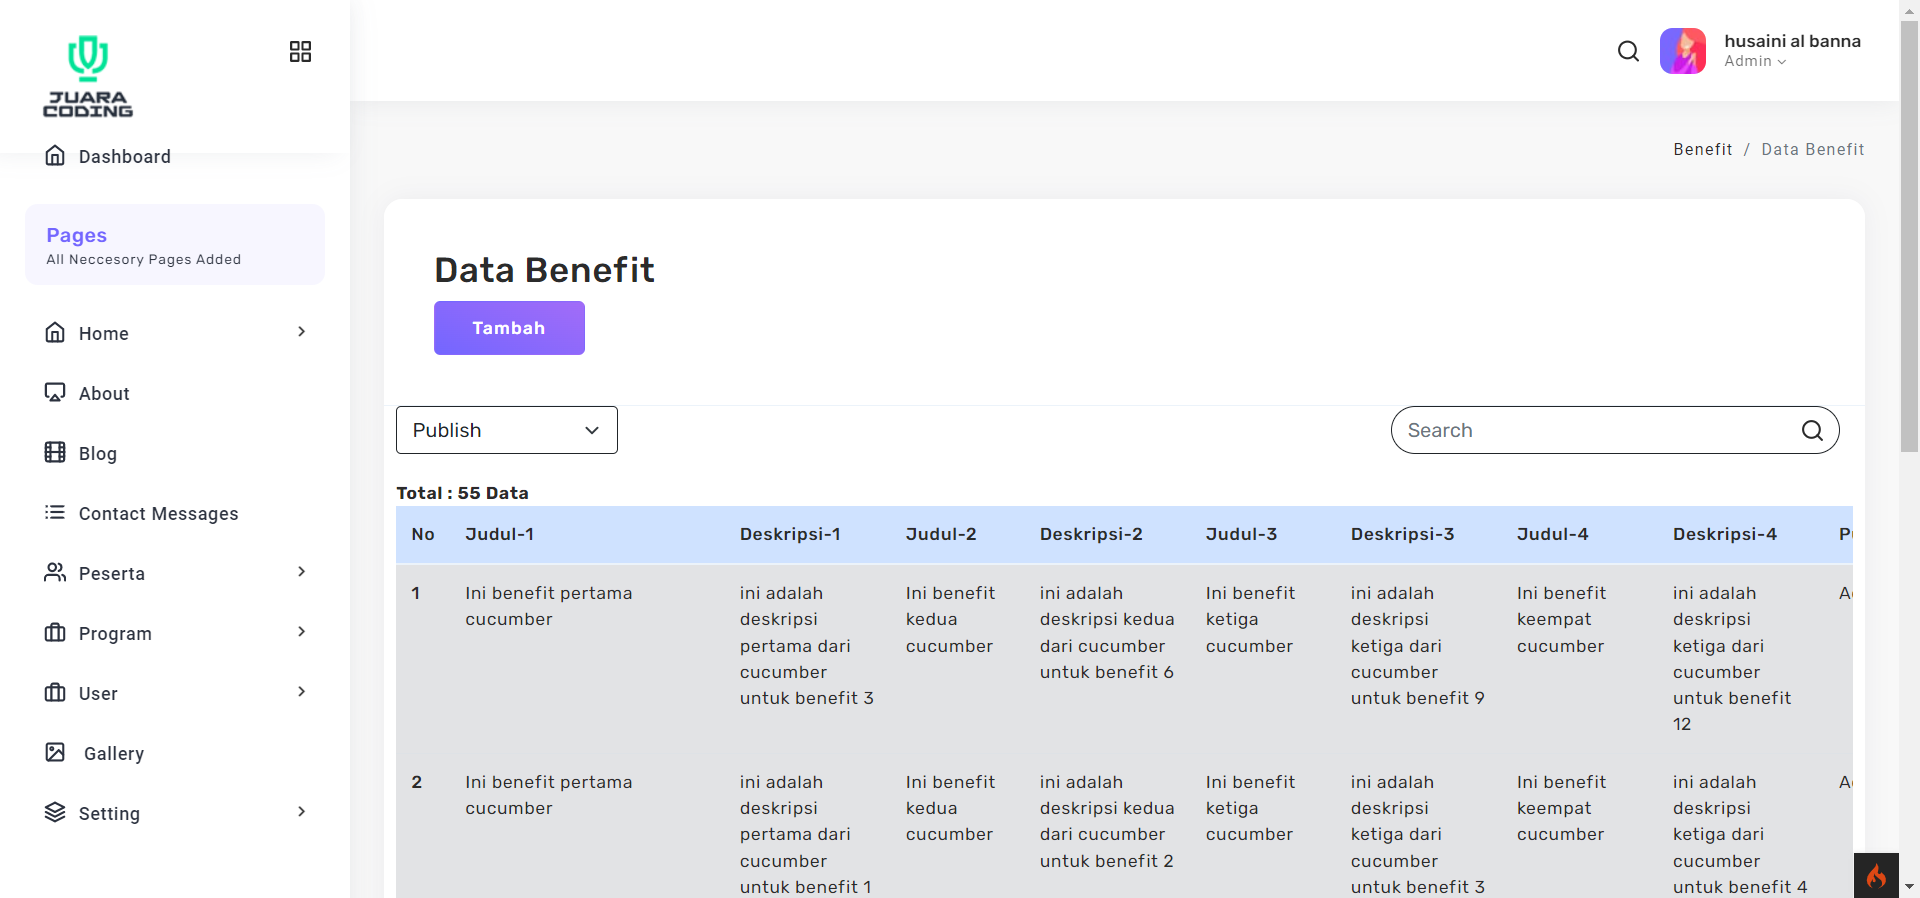 JUARA
CODING
husaini al banna
Admin
Dashboard
Benefit / Data Benefit
Pages
All Neccesory Pages Added
Home
About
Blog
Contact Messages
Peserta
Program
User
Gallery
Setting
Data Benefit
Tambah
Publish
Search
Total : 55 Data
No Judul-1 Deskripsi-1 Judul-2 Deskripsi-2 Judul-3 Deskripsi-3 Judul-4 Deskripsi-4
1 Ini benefit pertama ini adalah Ini benefit ini adalah Ini benefit ini adalah Ini benefit ini adalah
cucumber deskripsi kedua deskripsi kedua ketiga deskripsi keempat deskripsi
pertama dari cucumber dari cucumber cucumber ketiga dari cucumber ketiga dari
cucumber untuk benefit 6 cucumber cucumber
untuk benefit 3 untuk benefit 9 untuk benefit
12
2 Ini benefit pertama ini adalah Ini benefit ini adalah Ini benefit ini adalah Ini benefit ini adalah
cucumber deskripsi kedua deskripsi kedua ketiga deskripsi keempat deskripsi
pertama dari cucumber dari cucumber cucumber ketiga dari cucumber ketiga dari
cucumber untuk benefit 2 cucumber cucumber
untuk benefit 1 untuk benefit 3 untuk benefit 4